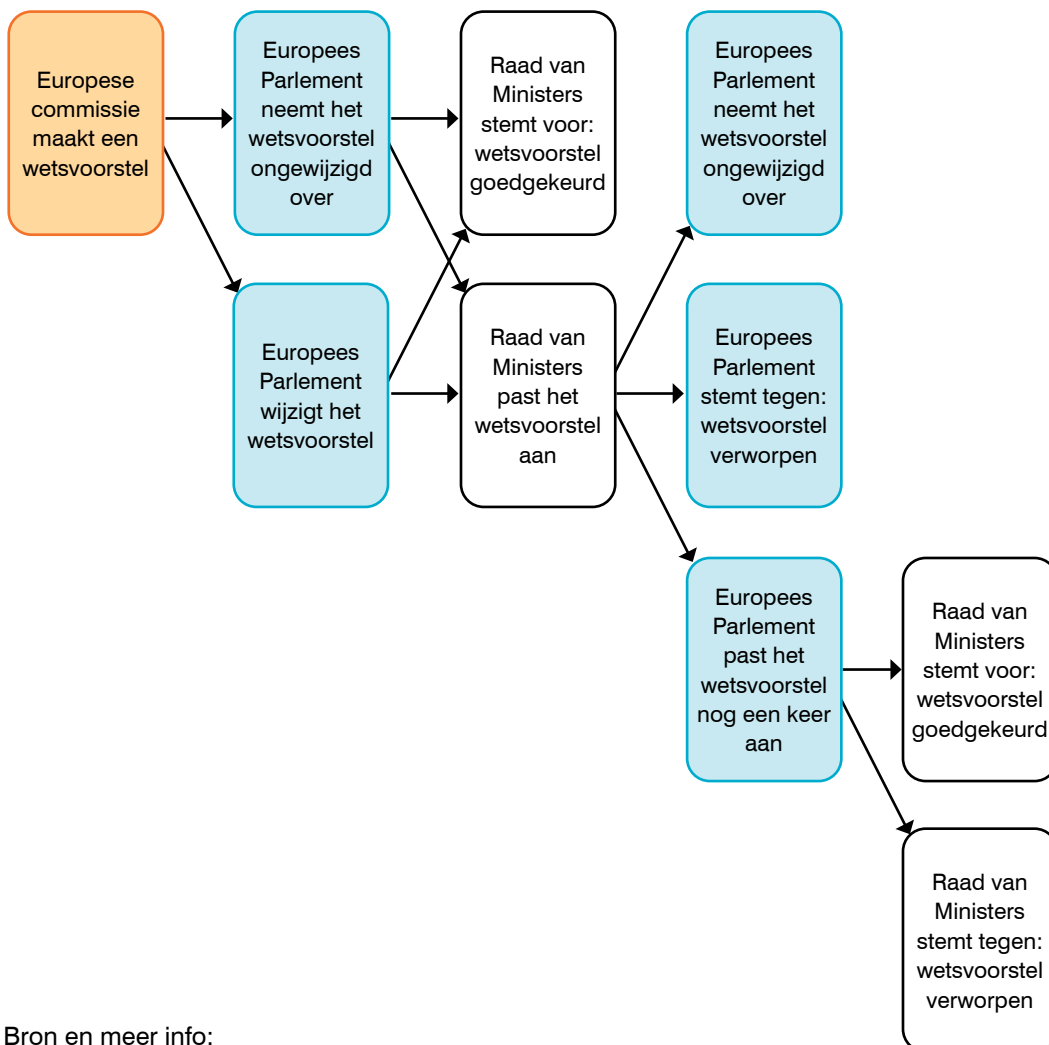 Europese
commissie
maakt een
wetsvoorstel
Europees
Parlement
neemt het
wetsvoorstel
ongewijzigd
over
Raad van
Ministers
stemt voor:
wetsvoorstel
goedgekeurd
Europees
Parlement
neemt het
wetsvoorstel
ongewijzigd
over
Europees
Parlement
wijzigt het
wetsvoorstel
Raad van
Ministers
past het
wetsvoorstel
aan
Europees
Parlement
stemt tegen:
wetsvoorstel
verworpen
Europees
Parlement
past het
wetsvoorstel
nog een keer
aan
Raad van
Ministers
stemt voor:
wetsvoorstel
goedgekeurd
Raad van
Ministers
stemt tegen:
wetsvoorstel
verworpen
Bron en meer info: